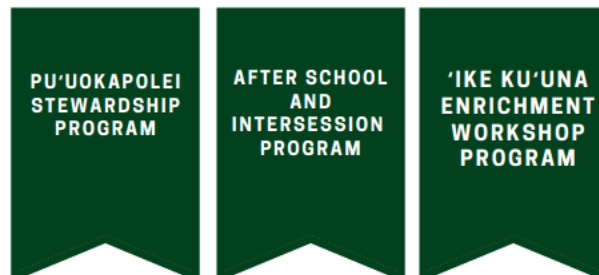 PU'UOKAPOLEI
STEWARDSHIP
PROGRAM
AFTER SCHOOL
AND
INTERSESSION
PROGRAM
'IKE KU'UNA
ENRICHMENT
WORKSHOP
PROGRAM